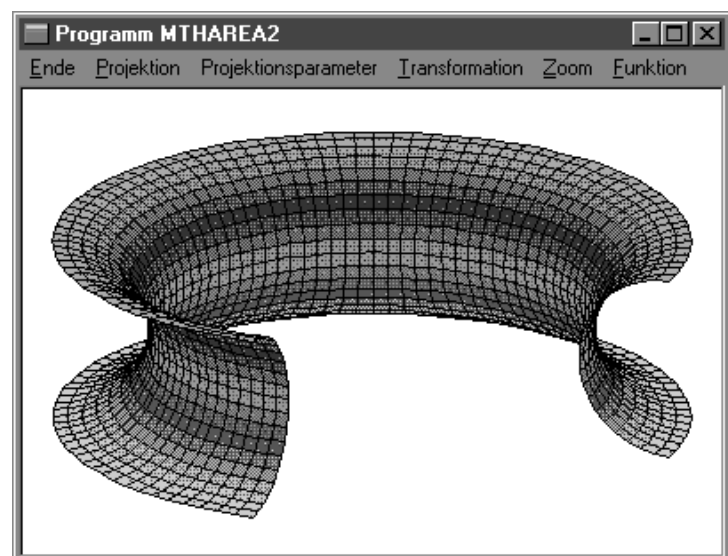 Programm MTHAREA2
Ende Projektion Projektionsparameter Transformation Zoom Funktion